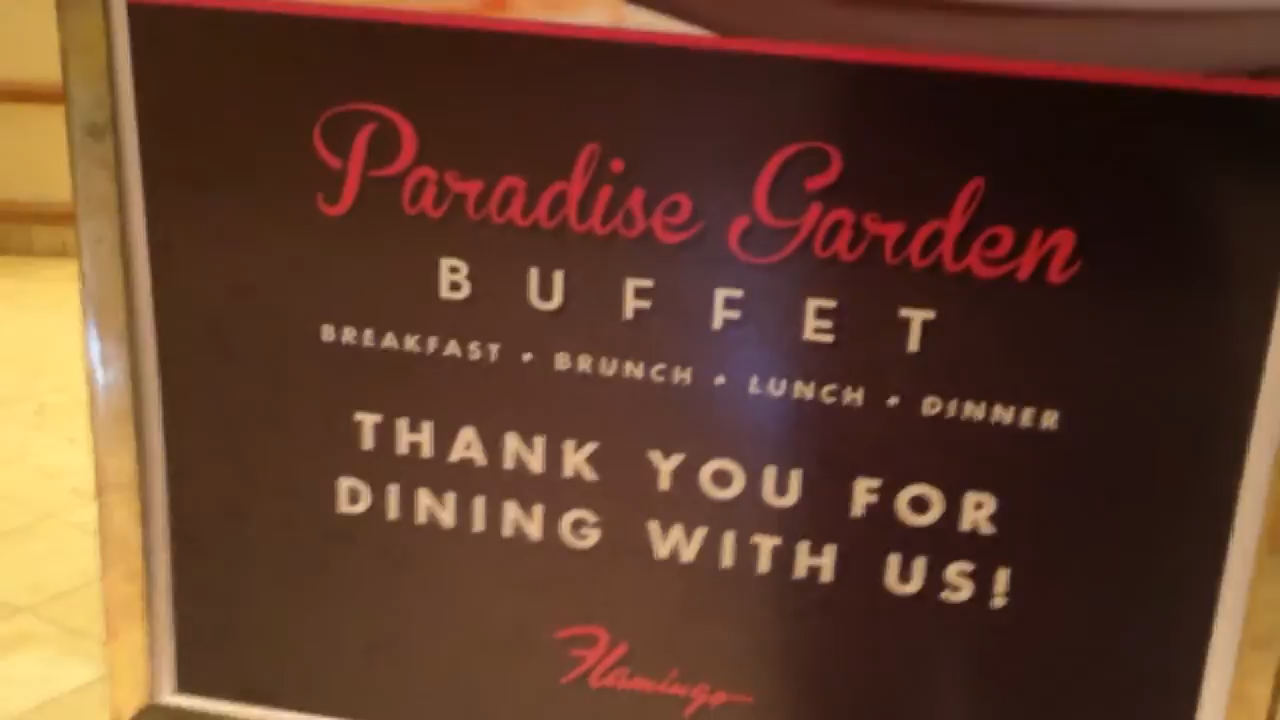 Paradise Garden
BUFFET
BREAKFAST • BRUNCH • LUNCH • DINNER
THANK YOU FOR
DINING WITH US!
Flamingo